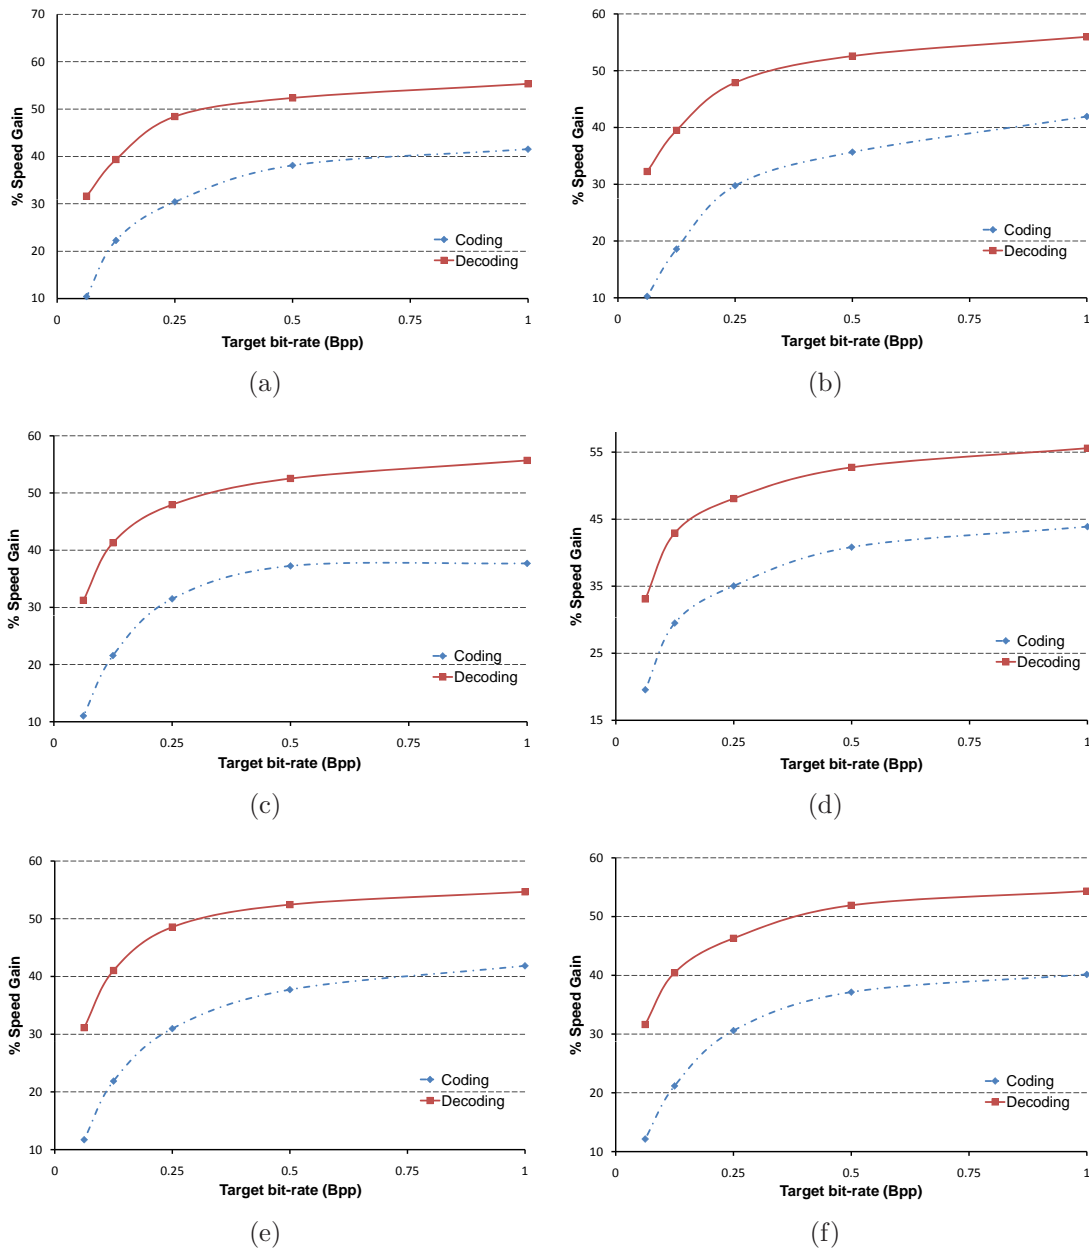 70
60
50
40
30
20
10
% Speed Gain
0
0.25
0.5
0.75
1
Target bit-rate (Bpp)
Coding
Decoding
(a)
60
50
40
30
20
10
% Speed Gain
0
0.25
0.5
0.75
1
Target bit-rate (Bpp)
Coding
Decoding
(b)
60
50
40
30
20
10
% Speed Gain
0
0.25
0.5
0.75
1
Target bit-rate (Bpp)
Coding
Decoding
(c)
55
45
35
25
15
% Speed Gain
0
0.25
0.5
0.75
1
Target bit-rate (Bpp)
Coding
Decoding
(d)
60
50
40
30
20
10
% Speed Gain
0
0.25
0.5
0.75
1
Target bit-rate (Bpp)
Coding
Decoding
(e)
60
50
40
30
20
10
% Speed Gain
0
0.25
0.5
0.75
1
Target bit-rate (Bpp)
Coding
Decoding
(f)